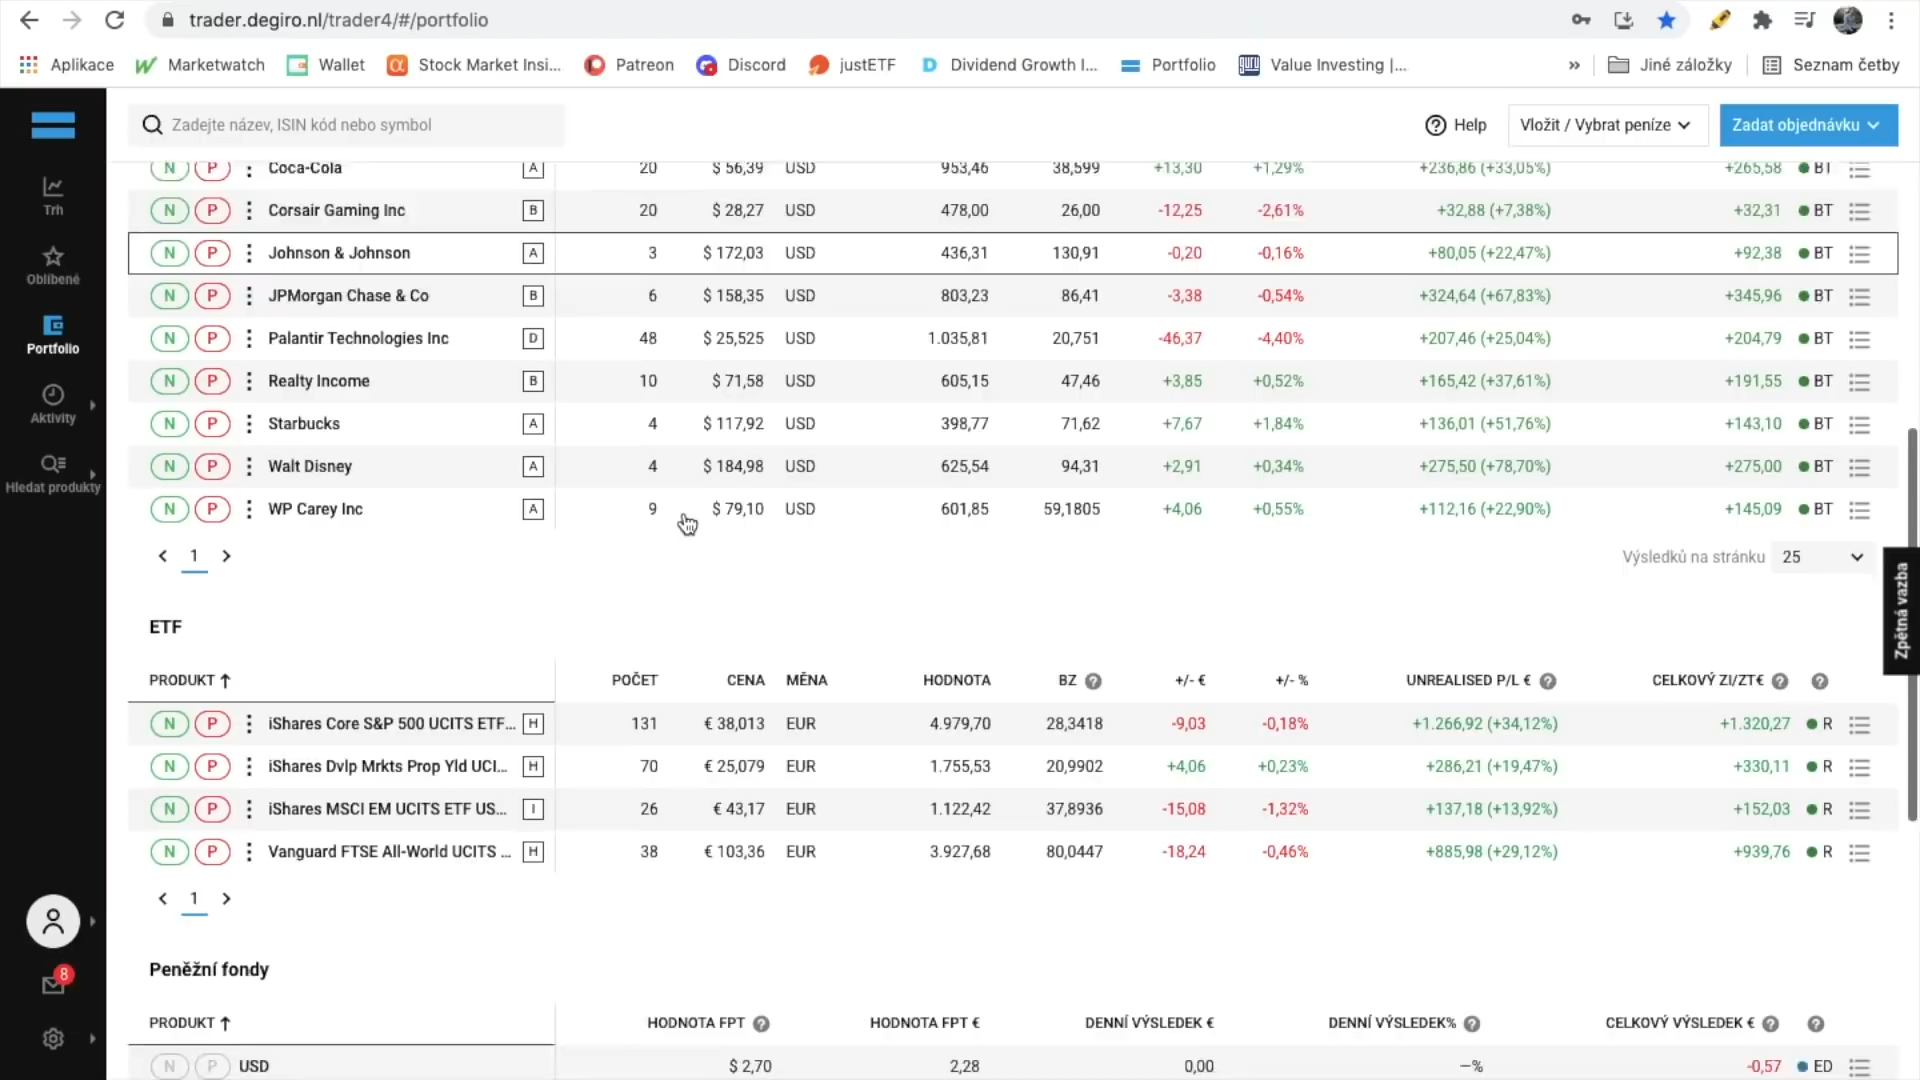 trader.degiro.nl/trader4/#/portfolio
Aplikace Marketwatch Wallet Stock Market Insi... Patreon Discord justETF Dividend Growth I... Portfolio Value Investing |... » Jiné záložky Seznam četby
Zadejte název, ISIN kód nebo symbol Help Vložit / Vybrat peníze Zadat objednávku
Trh
Oblíbené
Portfolio
Aktivity
Hledat produkty
8
N P Coca-Cola A 20 $ 56,39 USD 953,46 38,599 +13,30 +1,29% +236,86 (+33,05%) +265,58 BT
N P Corsair Gaming Inc B 20 $ 28,27 USD 478,00 26,00 -12,25 -2,61% +32,88 (+7,38%) +32,31 BT
N P Johnson & Johnson A 3 $ 172,03 USD 436,31 130,91 -0,20 -0,16% +80,05 (+22,47%) +92,38 BT
N P JPMorgan Chase & Co B 6 $ 158,35 USD 803,23 86,41 -3,38 -0,54% +324,64 (+67,83%) +345,96 BT
N P Palantir Technologies Inc D 48 $ 25,525 USD 1.035,81 20,751 -46,37 -4,40% +207,46 (+25,04%) +204,79 BT
N P Realty Income B 10 $ 71,58 USD 605,15 47,46 +3,85 +0,52% +165,42 (+37,61%) +191,55 BT
N P Starbucks A 4 $ 117,92 USD 398,77 71,62 +7,67 +1,84% +136,01 (+51,76%) +143,10 BT
N P Walt Disney A 4 $ 184,98 USD 625,54 94,31 +2,91 +0,34% +275,50 (+78,70%) +275,00 BT
N P WP Carey Inc A 9 $ 79,10 USD 601,85 59,1805 +4,06 +0,55% +112,16 (+22,90%) +145,09 BT
1 Výsledků na stránku 25
Zpětná vazba
ETF
PRODUKT POČET CENA MĚNA HODNOTA BZ +/- € +/- % UNREALISED P/L € CELKOVÝ ZI/ZT€
N P iShares Core S&P 500 UCITS ETF... H 131 € 38,013 EUR 4.979,70 28,3418 -9,03 -0,18% +1.266,92 (+34,12%) +1.320,27 R
N P iShares Dvlp Mrkts Prop Yld UCI... H 70 € 25,079 EUR 1.755,53 20,9902 +4,06 +0,23% +286,21 (+19,47%) +330,11 R
N P iShares MSCI EM UCITS ETF US... I 26 € 43,17 EUR 1.122,42 37,8936 -15,08 -1,32% +137,18 (+13,92%) +152,03 R
N P Vanguard FTSE All-World UCITS ... H 38 € 103,36 EUR 3.927,68 80,0447 -18,24 -0,46% +885,98 (+29,12%) +939,76 R
1
Peněžní fondy
PRODUKT HODNOTA FPT HODNOTA FPT € DENNÍ VÝSLEDEK € DENNÍ VÝSLEDEK% CELKOVÝ VÝSLEDEK €
N P USD $ 2,70 2,28 0,00 —% -0,57 ED